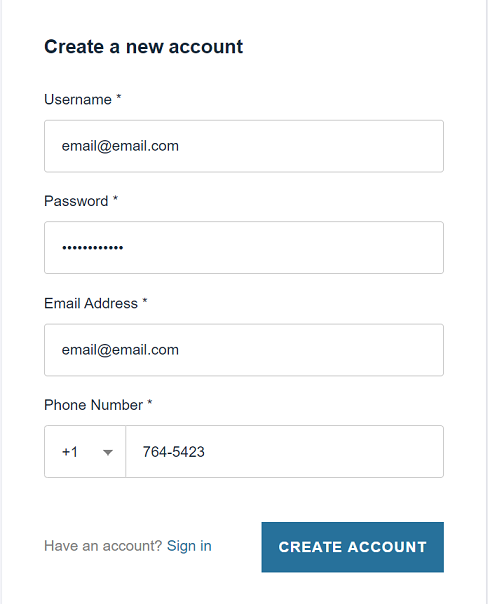 Create a new account
Username *
email@email.com
Password *
••••••••••••
Email Address *
email@email.com
Phone Number *
+1 764-5423
Have an account? Sign in CREATE ACCOUNT